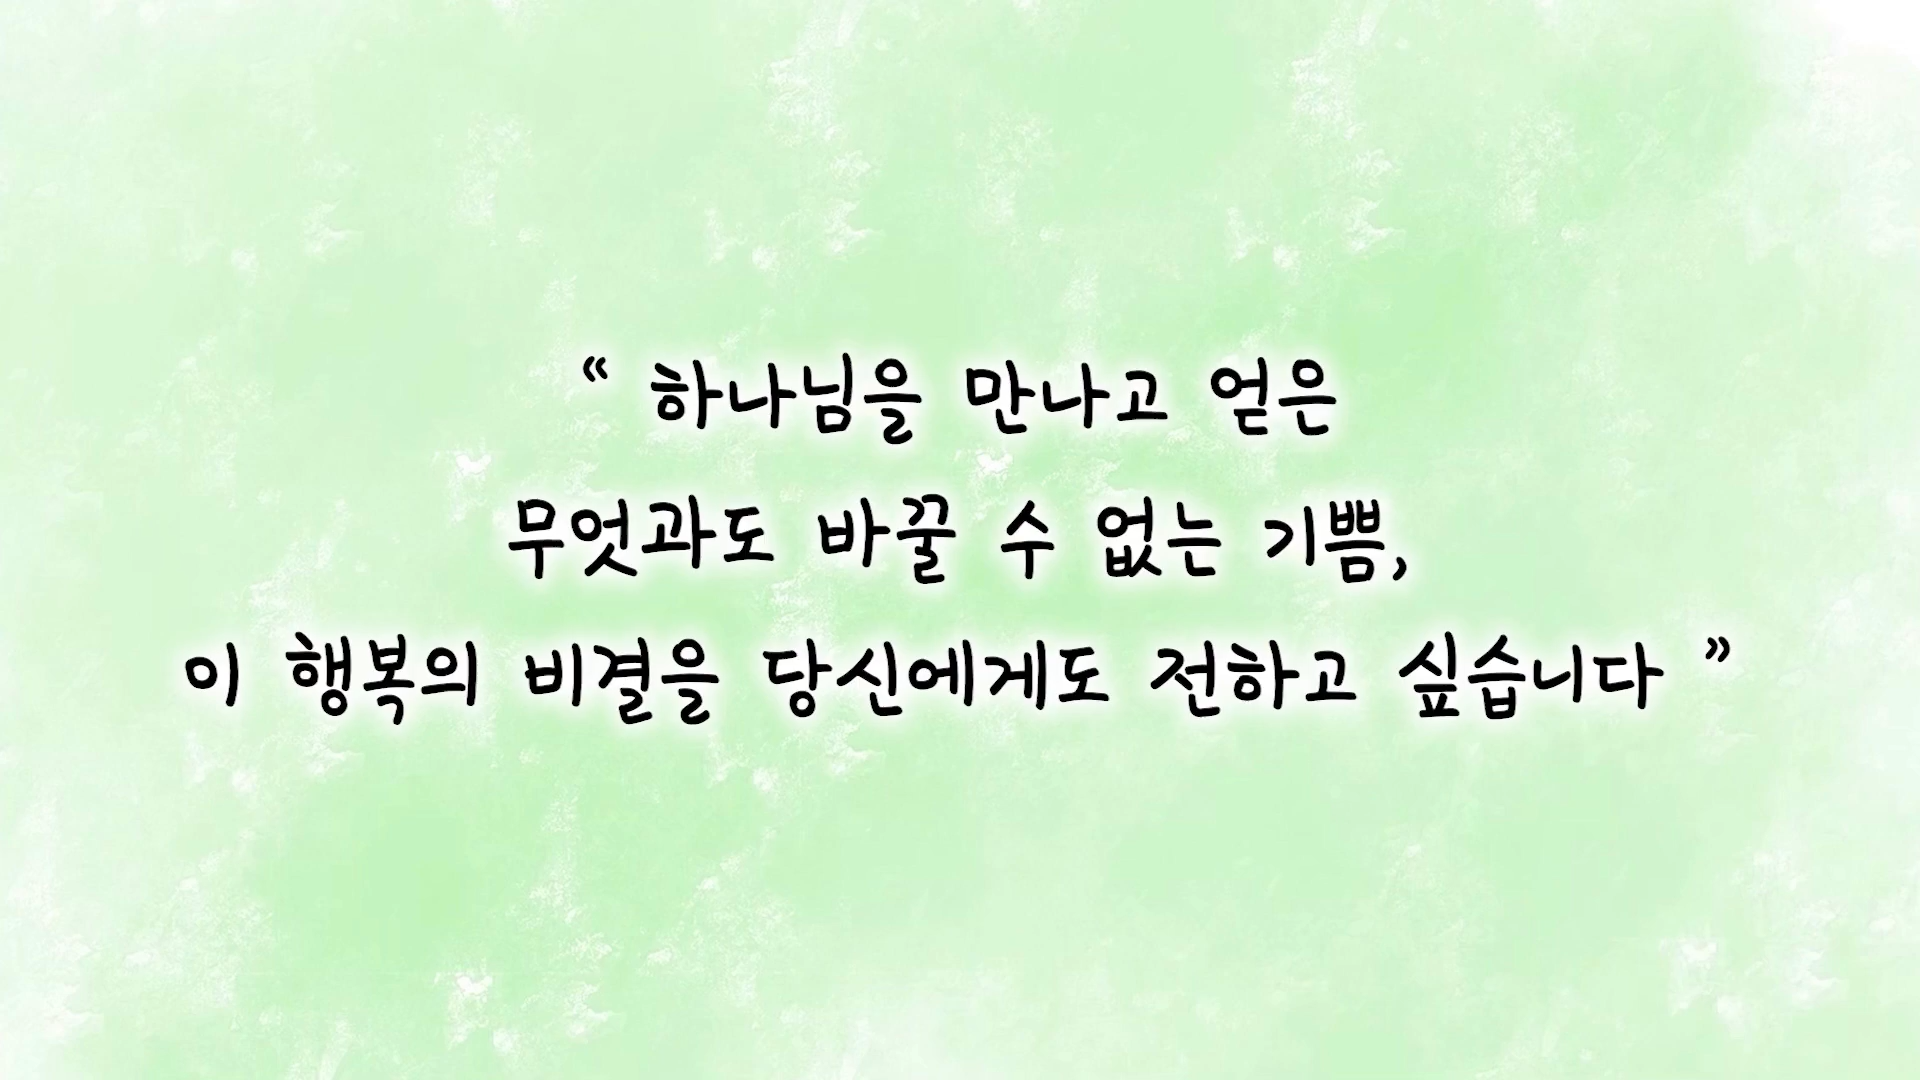 “ 하나님을 만나고 얻은
무엇과도 바꿀 수 없는 기쁨,
이 행복의 비결을 당신에게도 전하고 싶습니다 ”